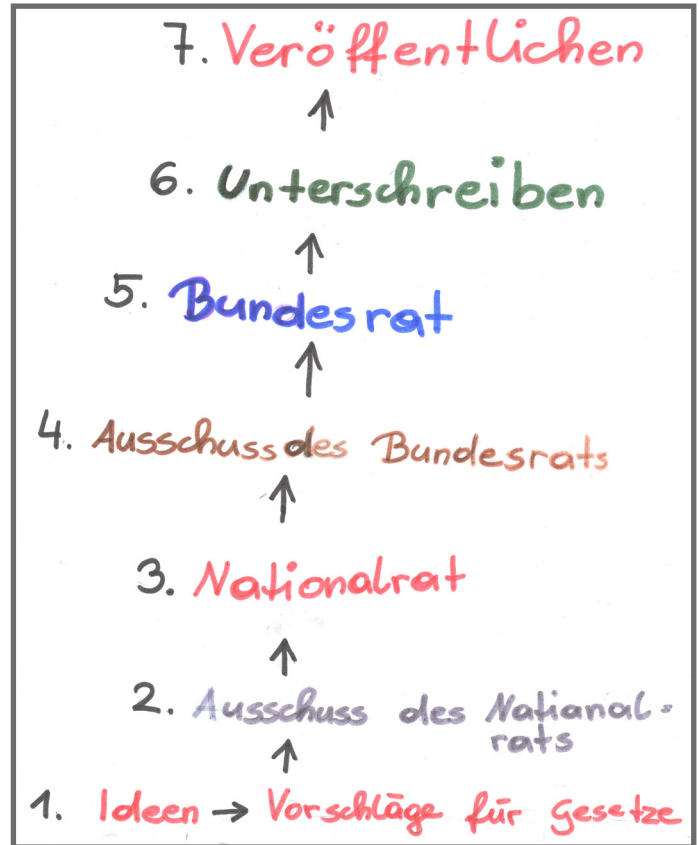 7. Veröffentlichen
↑
6. Unterschreiben
↑
5. Bundesrat
↑
4. Ausschuss des Bundesrats
↑
3. Nationalrat
↑
2. Ausschuss des Natianal-
rats
↑
1. Ideen → Vorschläge für Gesetze